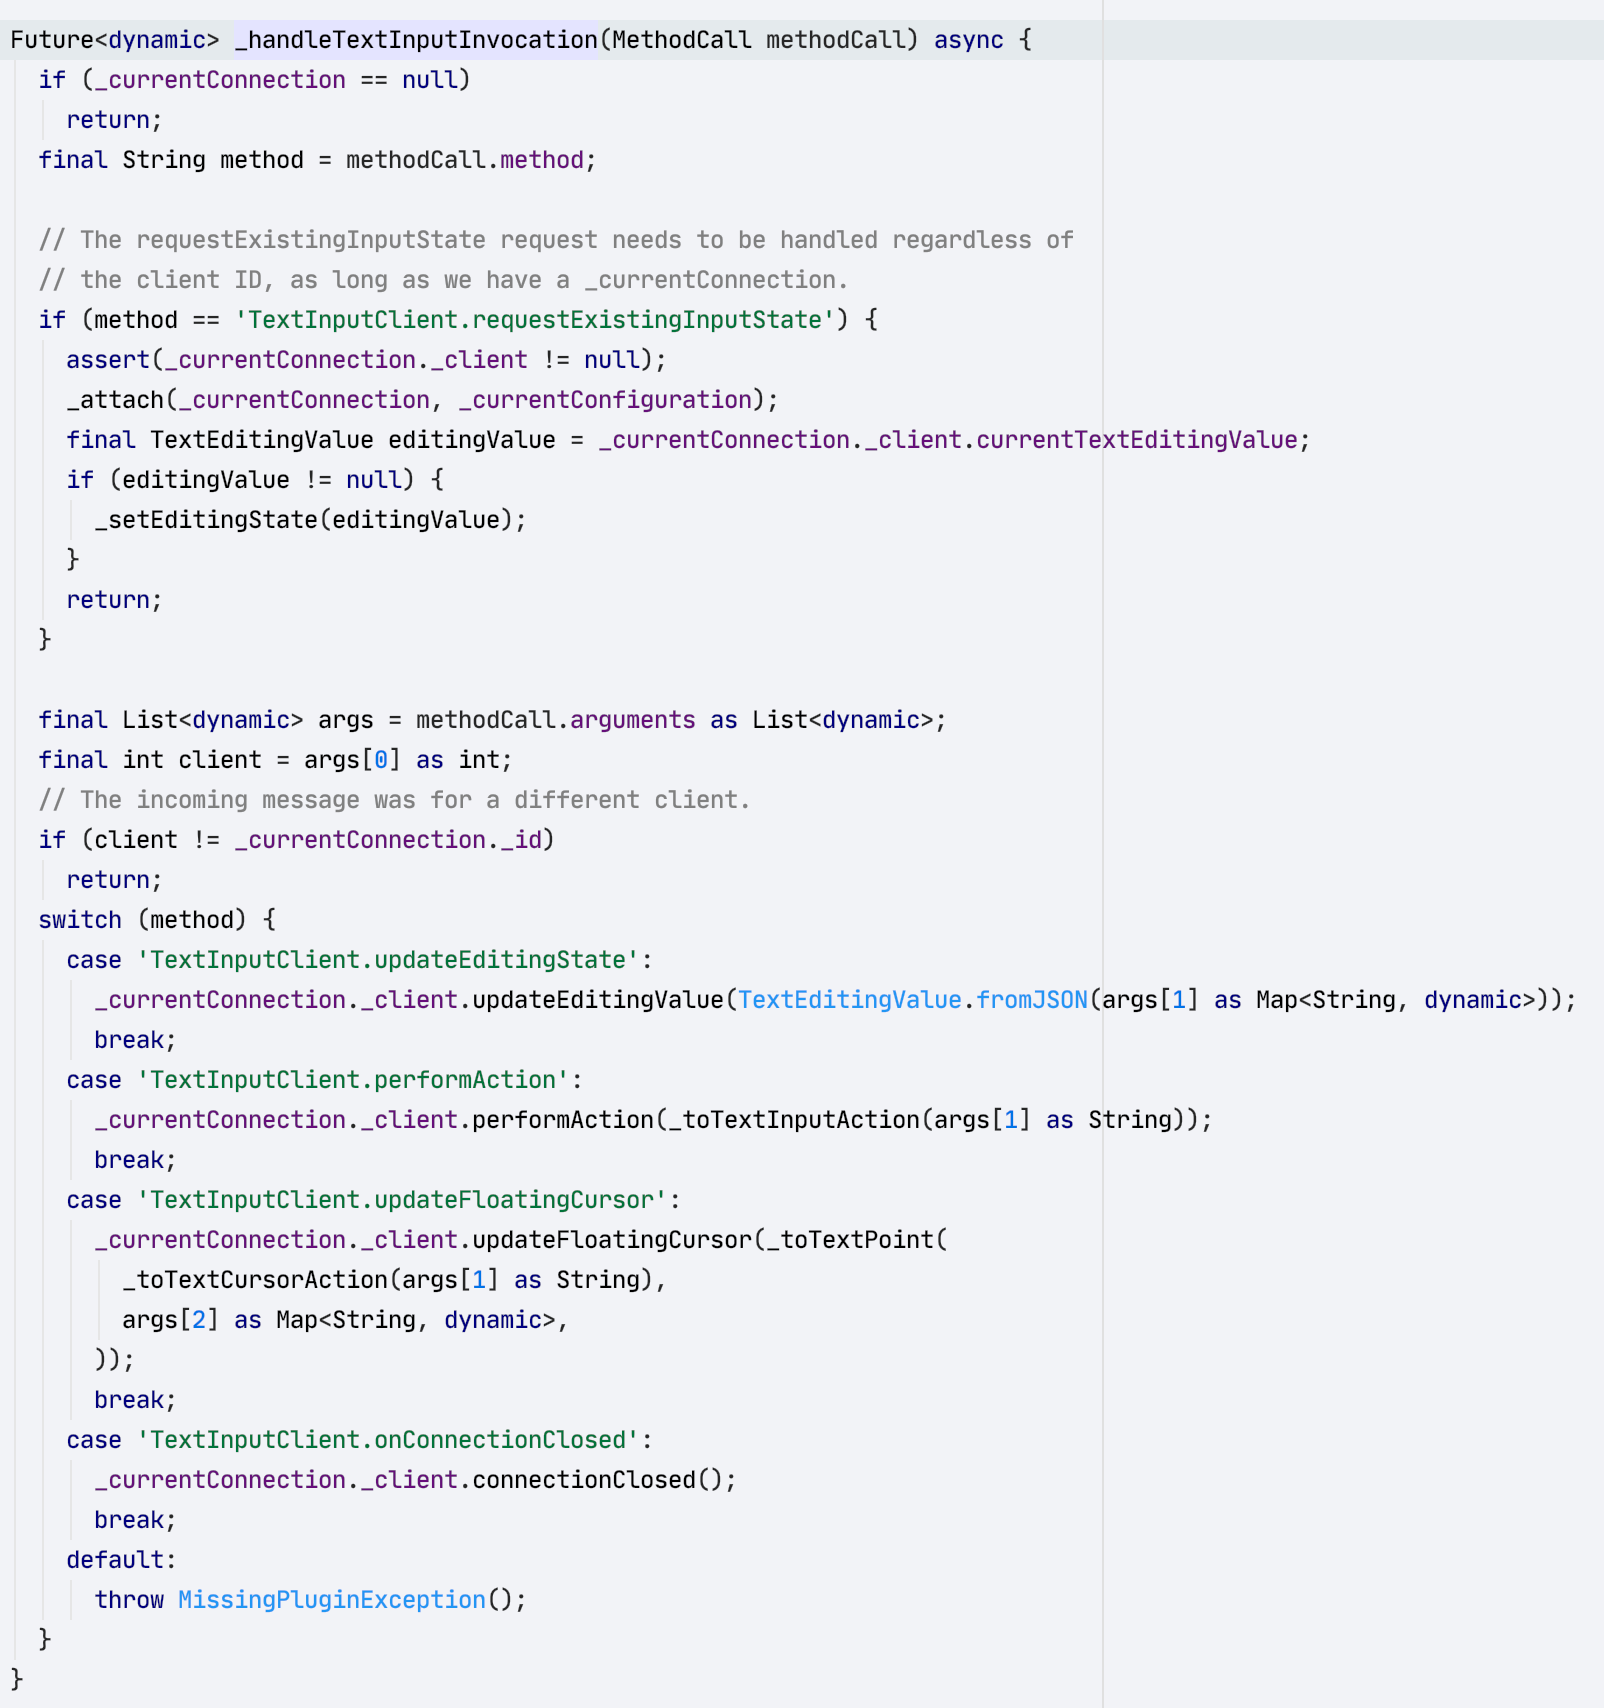 Future<dynamic> _handleTextInputInvocation(MethodCall methodCall) async {
  if (_currentConnection == null)
    return;
  final String method = methodCall.method;

  // The requestExistingInputState request needs to be handled regardless of
  // the client ID, as long as we have a _currentConnection.
  if (method == 'TextInputClient.requestExistingInputState') {
    assert(_currentConnection._client != null);
    _attach(_currentConnection, _currentConfiguration);
    final TextEditingValue editingValue = _currentConnection._client.currentTextEditingValue;
    if (editingValue != null) {
      _setEditingState(editingValue);
    }
    return;
  }

  final List<dynamic> args = methodCall.arguments as List<dynamic>;
  final int client = args[0] as int;
  // The incoming message was for a different client.
  if (client != _currentConnection._id)
    return;
  switch (method) {
    case 'TextInputClient.updateEditingState':
      _currentConnection._client.updateEditingValue(TextEditingValue.fromJSON(args[1] as Map<String, dynamic>));
      break;
    case 'TextInputClient.performAction':
      _currentConnection._client.performAction(_toTextInputAction(args[1] as String));
      break;
    case 'TextInputClient.updateFloatingCursor':
      _currentConnection._client.updateFloatingCursor(_toTextPoint(
        _toTextCursorAction(args[1] as String),
        args[2] as Map<String, dynamic>,
      ));
      break;
    case 'TextInputClient.onConnectionClosed':
      _currentConnection._client.connectionClosed();
      break;
    default:
      throw MissingPluginException();
  }
}